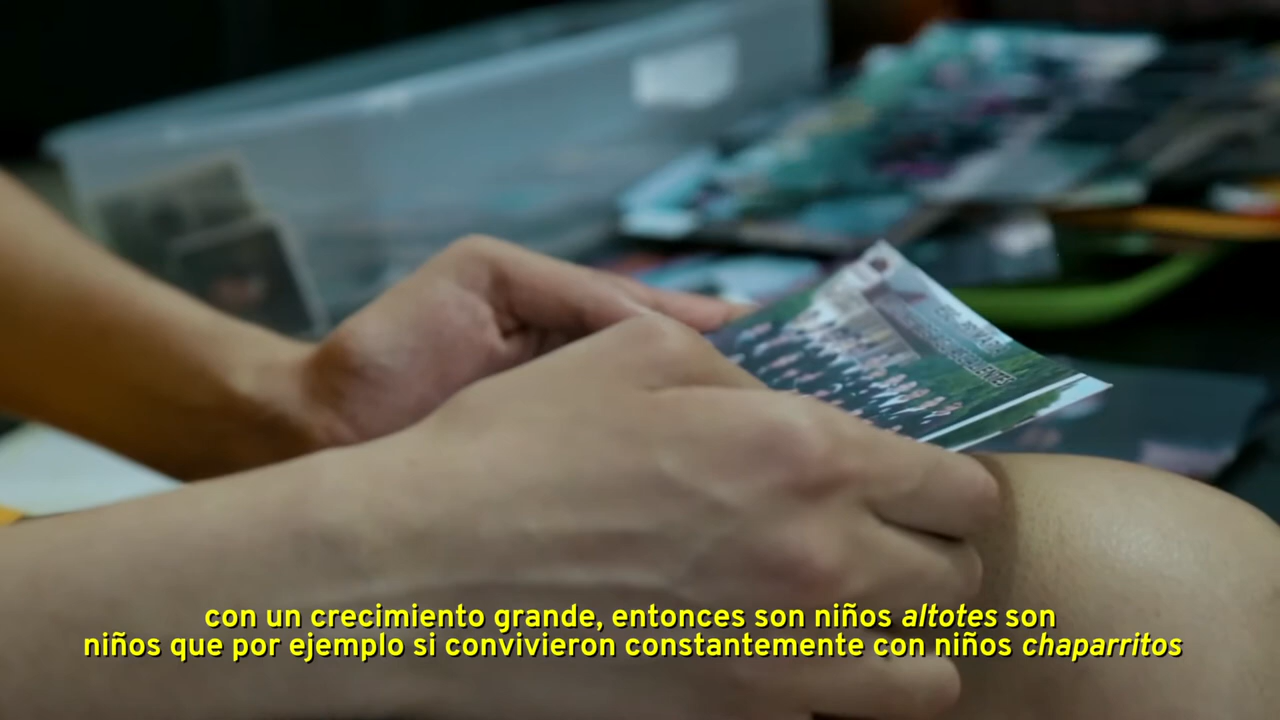 con un crecimiento grande, entonces son niños altotes son
niños que por ejemplo si convivieron constantemente con niños chaparritos